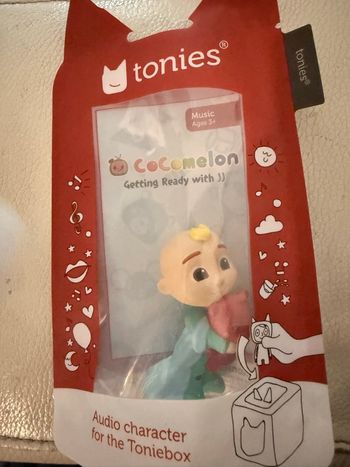 tonies®
tonies®
Music
Ages 3+
CoComelon
Getting Ready with JJ
Audio character
for the Toniebox